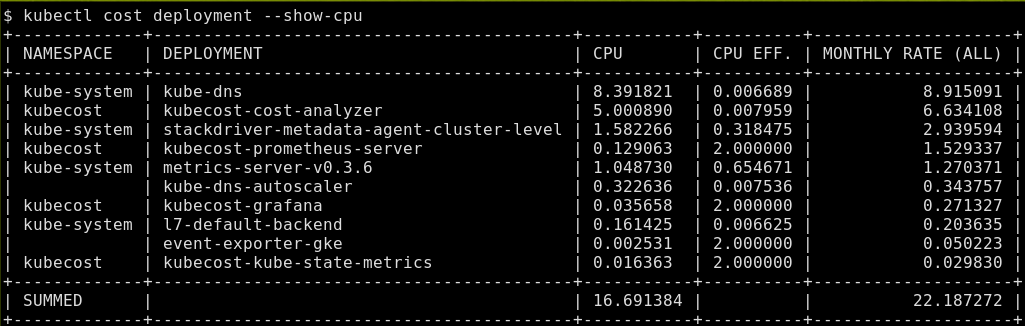 $ kubectl cost deployment --show-cpu
+-------------+------------------------------------------+-----------+----------+--------------------+
| NAMESPACE   | DEPLOYMENT                               | CPU       | CPU EFF. | MONTHLY RATE (ALL) |
+-------------+------------------------------------------+-----------+----------+--------------------+
| kube-system | kube-dns                                 | 8.391821  | 0.006689 |           8.915091 |
| kubecost    | kubecost-cost-analyzer                   | 5.000890  | 0.007959 |           6.634108 |
| kube-system | stackdriver-metadata-agent-cluster-level | 1.582266  | 0.318475 |           2.939594 |
| kubecost    | kubecost-prometheus-server               | 0.129063  | 2.000000 |           1.529337 |
| kube-system | metrics-server-v0.3.6                    | 1.048730  | 0.654671 |           1.270371 |
|             | kube-dns-autoscaler                      | 0.322636  | 0.007536 |           0.343757 |
| kubecost    | kubecost-grafana                         | 0.035658  | 2.000000 |           0.271327 |
| kube-system | l7-default-backend                       | 0.161425  | 0.006625 |           0.203635 |
|             | event-exporter-gke                       | 0.002531  | 2.000000 |           0.050223 |
| kubecost    | kubecost-kube-state-metrics              | 0.016363  | 2.000000 |           0.029830 |
+-------------+------------------------------------------+-----------+----------+--------------------+
| SUMMED      |                                          | 16.691384 |          |          22.187272 |
+-------------+------------------------------------------+-----------+----------+--------------------+